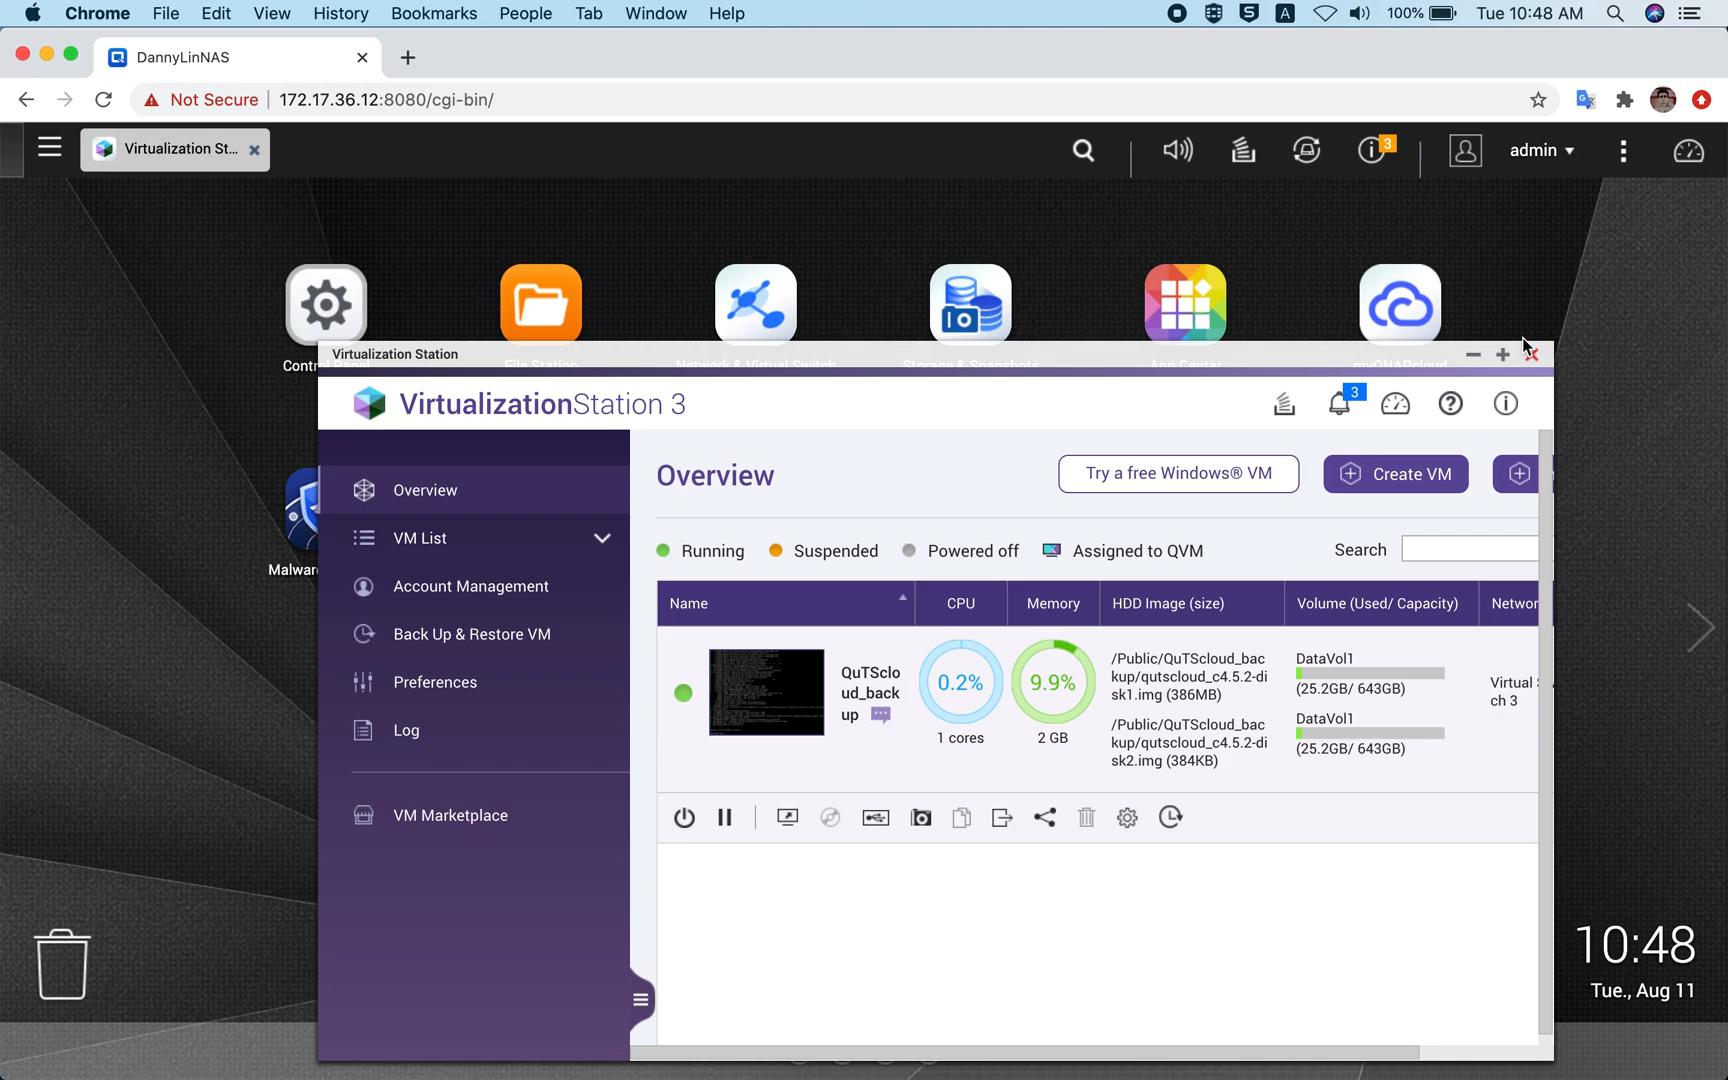 Chrome File Edit View History Bookmarks People Tab Window Help 100% Tue 10:48 AM
DannyLinNAS
Not Secure 172.17.36.12:8080/cgi-bin/
Virtualization St... 3 admin
Virtualization Station
VirtualizationStation 3
3
Overview
VM List
Account Management
Back Up & Restore VM
Preferences
Log
VM Marketplace
Overview
Try a free Windows® VM
Create VM
Running Suspended Powered off Assigned to QVM Search
Name CPU Memory HDD Image (size) Volume (Used/ Capacity) Networ
QuTSclo
ud_back
up
0.2%
1 cores
9.9%
2 GB
/Public/QuTScloud_bac
kup/qutscloud_c4.5.2-di
sk1.img (386MB)
/Public/QuTScloud_bac
kup/qutscloud_c4.5.2-di
sk2.img (384KB)
DataVol1
(25.2GB/ 643GB)
DataVol1
(25.2GB/ 643GB)
Virtual
ch 3
Malwar
10:48
Tue., Aug 11